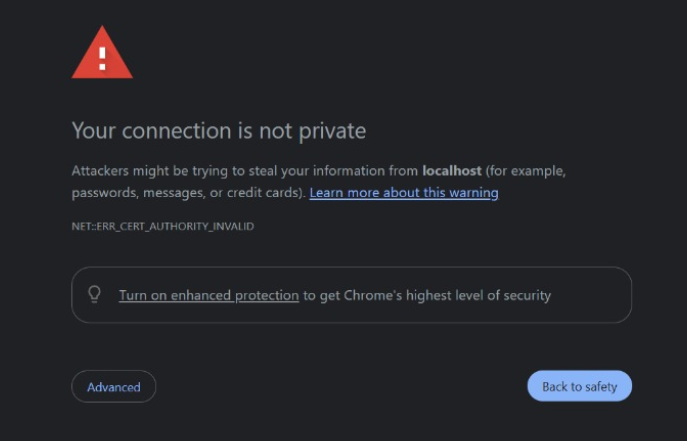 Your connection is not private
Attackers might be trying to steal your information from localhost (for example,
passwords, messages, or credit cards). Learn more about this warning
NET::ERR_CERT_AUTHORITY_INVALID
Turn on enhanced protection to get Chrome's highest level of security
Advanced
Back to safety